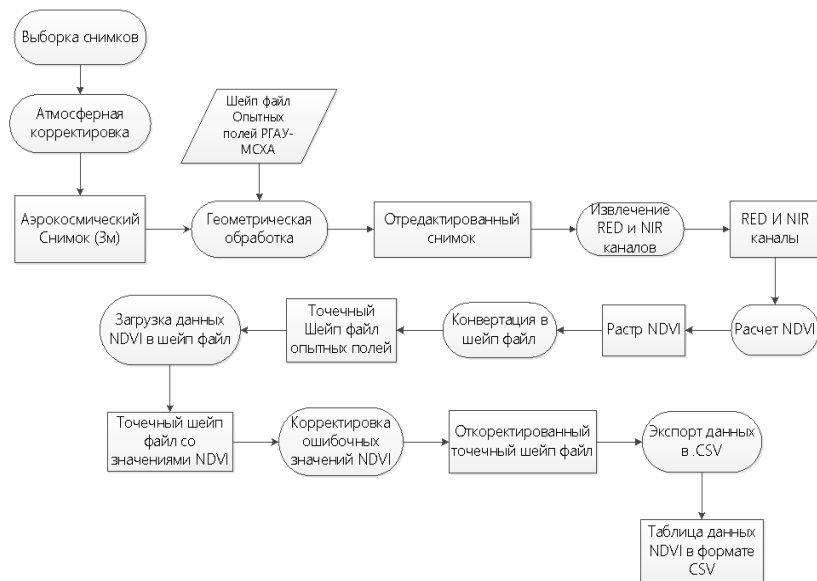 Выборка снимков
Атмосферная
корректировка
Шейп файл
Опытных
полей РГАУ-
МСХА
Аэрокосмический
Снимок (3м)
Геометрическая
обработка
Отредактированный
снимок
Извлечение
RED и NIR
каналов
RED И NIR
каналы
Загрузка данных
NDVI в шейп файл
Точечный
Шейп файл
опытных полей
Конвертация в
шейп файл
Растр NDVI
Расчет NDVI
Точечный шейп
файл со
значениями NDVI
Корректировка
ошибочных
значений NDVI
Откоректированный
точечный шейп файл
Экспорт данных
в .CSV
Таблица данных
NDVI в формате
CSV